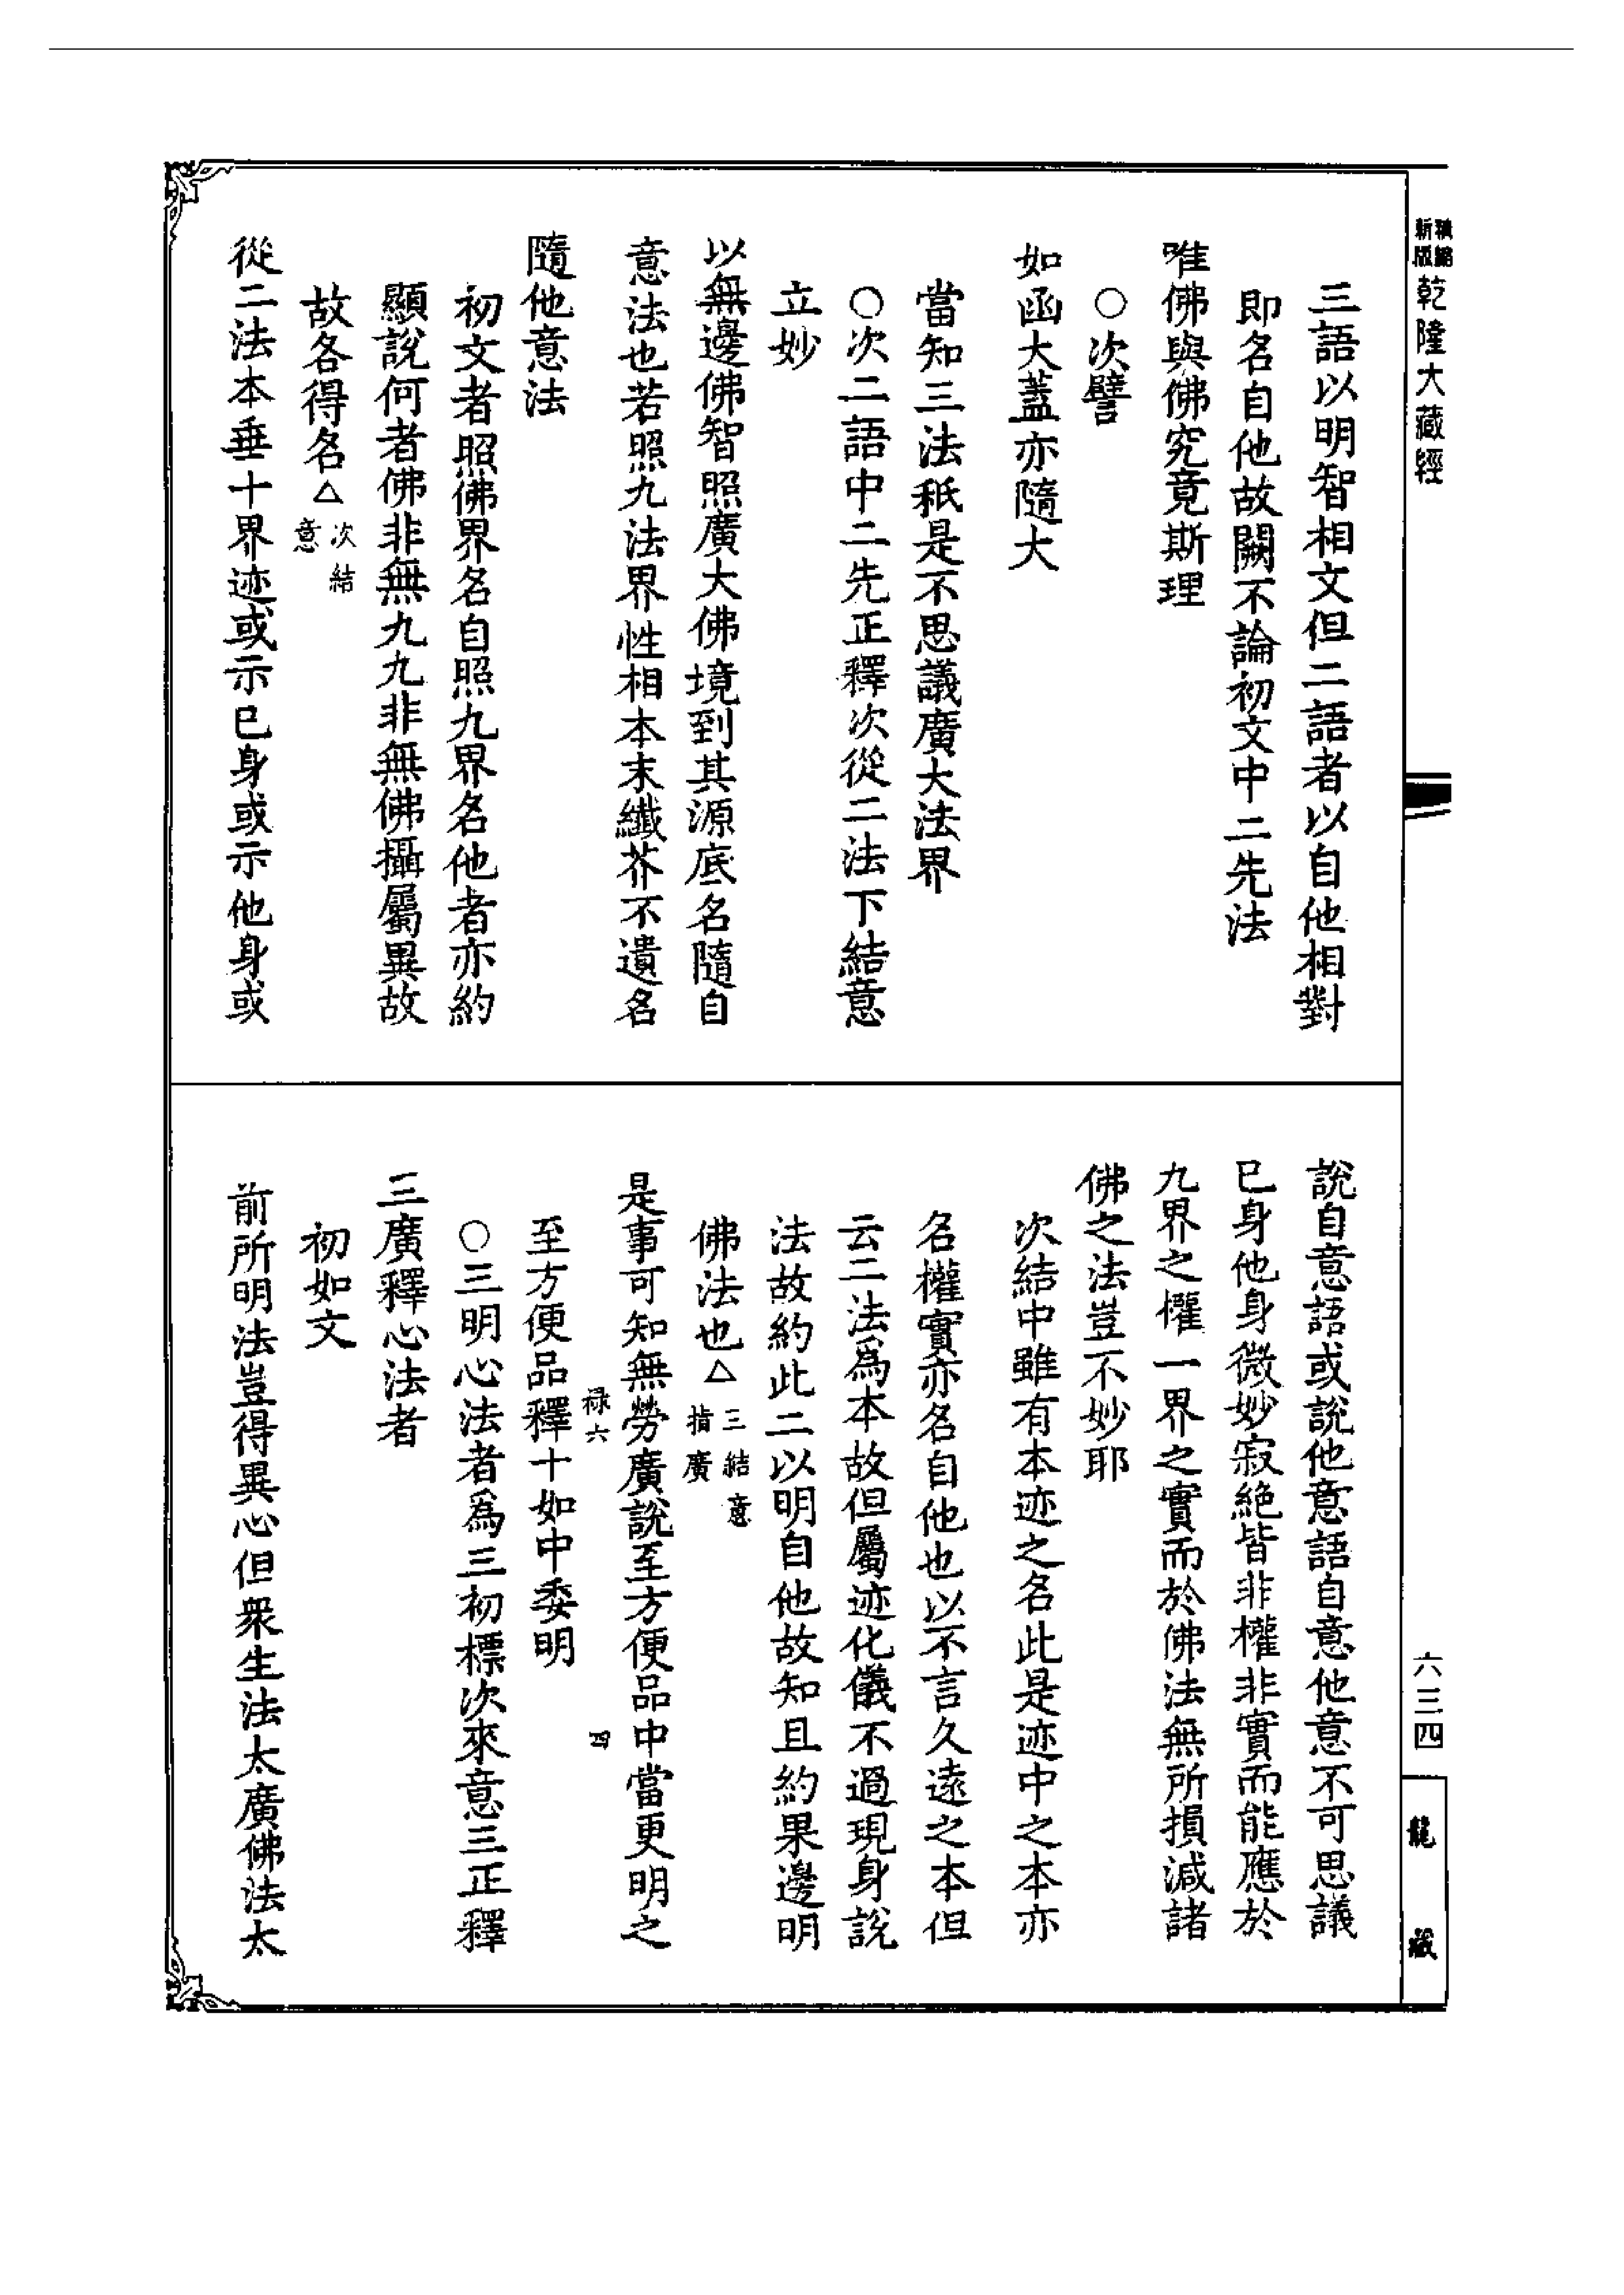 新版精縮乾隆大藏經
三語以明智相文但二語者以自他相對
即名自他故闕不論初文中二先法
唯佛與佛究竟斯理
○次譬
如函大蓋亦隨大
當知三法秖是不思議廣大法界
○次二語中二先正釋次從二法下結意
立妙
以無邊佛智照廣大佛境到其源底名隨自
意法也若照九法界性相本末纖芥不遺名
隨他意法
初文者照佛界名自照九界名他者亦約
顯說何者佛非無九九非無佛攝屬異故
故各得名△次結意
從二法本垂十界迹或示已身或示他身或
說自意語或說他意語自意他意不可思議
已身他身微妙寂絕皆非權非實而能應於
九界之權一界之實而於佛法無所損減諸
佛之法豈不妙耶
次結中雖有本迹之名此是迹中之本亦
名權實亦名自他也以不言久遠之本但
云二法爲本故但屬迹化儀不過現身說
法故約此二以明自他故知且約果邊明
佛法也△三結意指廣
是事可知無勞廣說至方便品中當更明之
祿六 四
至方便品釋十如中委明
○三明心法者爲三初標次來意三正釋
三廣釋心法者
初如文
前所明法豈得異心但衆生法太廣佛法太
六三四
龍藏